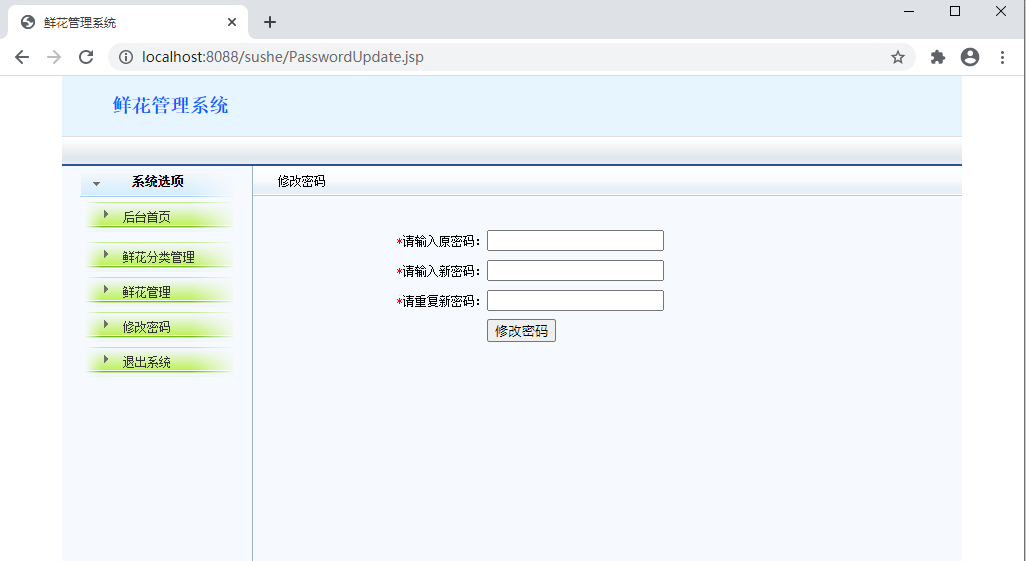 鲜花管理系统
localhost:8088/sushe/PasswordUpdate.jsp
鲜花管理系统
系统选项
修改密码
后台首页
鲜花分类管理
鲜花管理
修改密码
退出系统
*请输入原密码：
*请输入新密码：
*请重复新密码：
修改密码